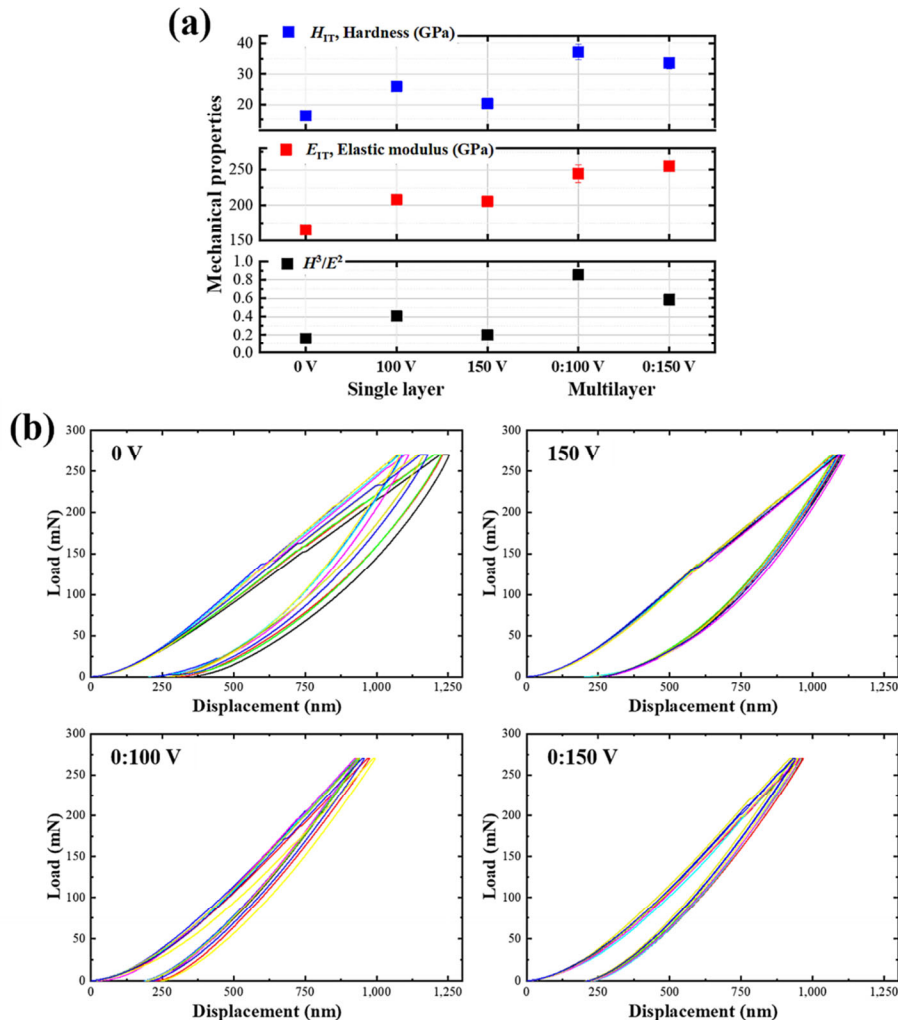 (a)
H_IT, Hardness (GPa)
40
30
20
E_IT, Elastic modulus (GPa)
250
200
150
H³/E²
1.0
0.8
0.6
0.4
0.2
0.0
Mechanical properties
0 V 100 V 150 V 0:100 V 0:150 V
Single layer Multilayer
(b)
0 V
300
250
200
150
100
50
0
Load (mN)
0 250 500 750 1,000 1,250
Displacement (nm)
150 V
300
250
200
150
100
50
0
Load (mN)
0 250 500 750 1,000 1,250
Displacement (nm)
0:100 V
300
250
200
150
100
50
0
Load (mN)
0 250 500 750 1,000 1,250
Displacement (nm)
0:150 V
300
250
200
150
100
50
0
Load (mN)
0 250 500 750 1,000 1,250
Displacement (nm)